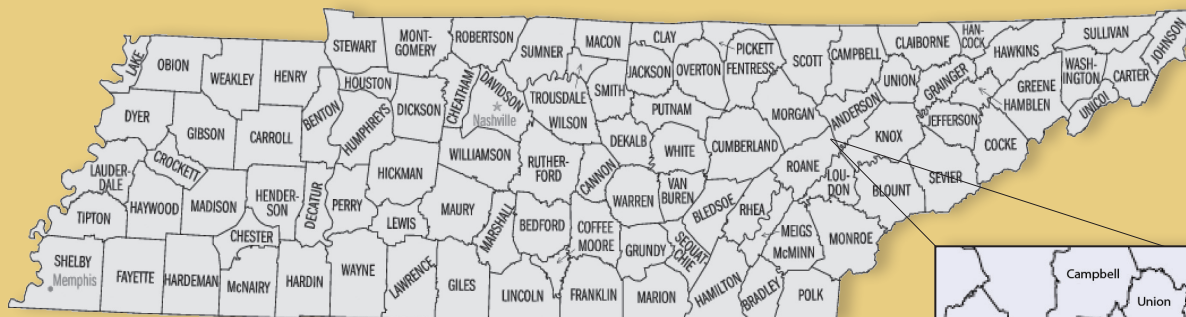 LAKE
OBION
WEAKLEY
HENRY
STEWART
MONT-
GOMERY
ROBERTSON
SUMNER
MACON
CLAY
PICKETT
FENTRESS
SCOTT
CAMPBELL
CLAIBORNE
HAN-
COCK
HAWKINS
SULLIVAN
JOHNSON
HOUSTON
CHEATHAM
DAVIDSON
Nashville
TROUSDALE
SMITH
JACKSON
OVERTON
UNION
GRAINGER
HAMBLEN
GREENE
WASH-
INGTON
CARTER
UNICOI
DYER
GIBSON
CARROLL
BENTON
HUMPHREYS
DICKSON
WILSON
PUTNAM
MORGAN
ANDERSON
KNOX
JEFFERSON
COCKE
LAUDER-
DALE
CROCKETT
WILLIAMSON
RUTHER-
FORD
DEKALB
WHITE
CUMBERLAND
ROANE
LOU-
DON
BLOUNT
SEVIER
HICKMAN
CANNON
TIPTON
HAYWOOD
MADISON
HENDER-
SON
DECATUR
PERRY
LEWIS
MAURY
MARSHALL
BEDFORD
COFFEE
MOORE
WARREN
VAN
BUREN
BLEDSOE
RHEA
MEIGS
McMINN
MONROE
CHESTER
GRUNDY
SEQUAT-
CHIE
SHELBY
Memphis
FAYETTE
HARDEMAN
McNAIRY
HARDIN
WAYNE
LAWRENCE
GILES
LINCOLN
FRANKLIN
MARION
HAMILTON
BRADLEY
POLK
Campbell
Union